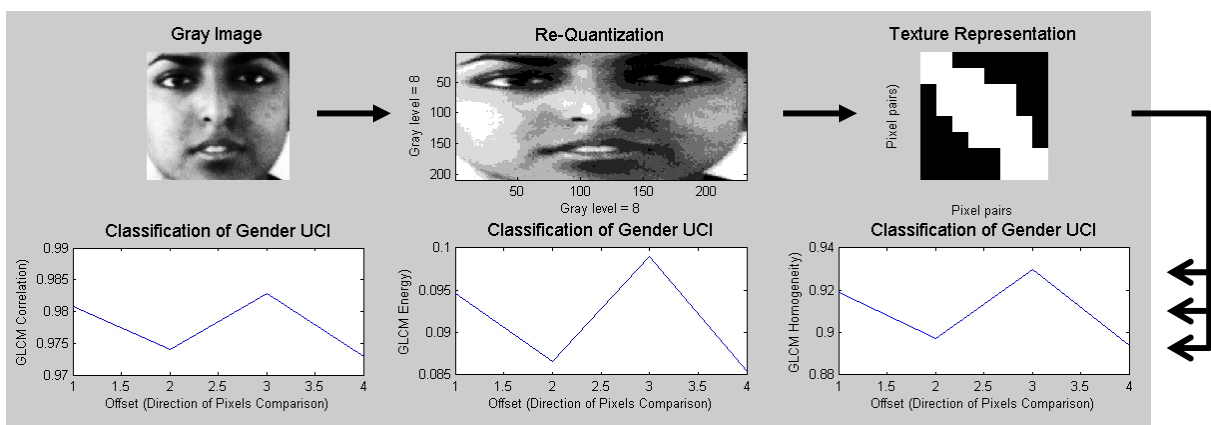 Gray Image
Re-Quantization
Texture Representation
Gray level = 8
50
100
150
200
50
100
150
200
Gray level = 8
Pixel pairs)
Pixel pairs
Classification of Gender UCI
GLCM Correlation)
0.99
0.985
0.98
0.975
0.97
1
1.5
2
2.5
3
3.5
4
Offset (Direction of Pixels Comparison)
Classification of Gender UCI
GLCM Energy)
0.1
0.095
0.09
0.085
1
1.5
2
2.5
3
3.5
4
Offset (Direction of Pixels Comparison)
Classification of Gender UCI
GLCM Homogeneity)
0.94
0.92
0.9
0.88
1
1.5
2
2.5
3
3.5
4
Offset (Direction of Pixels Comparison)